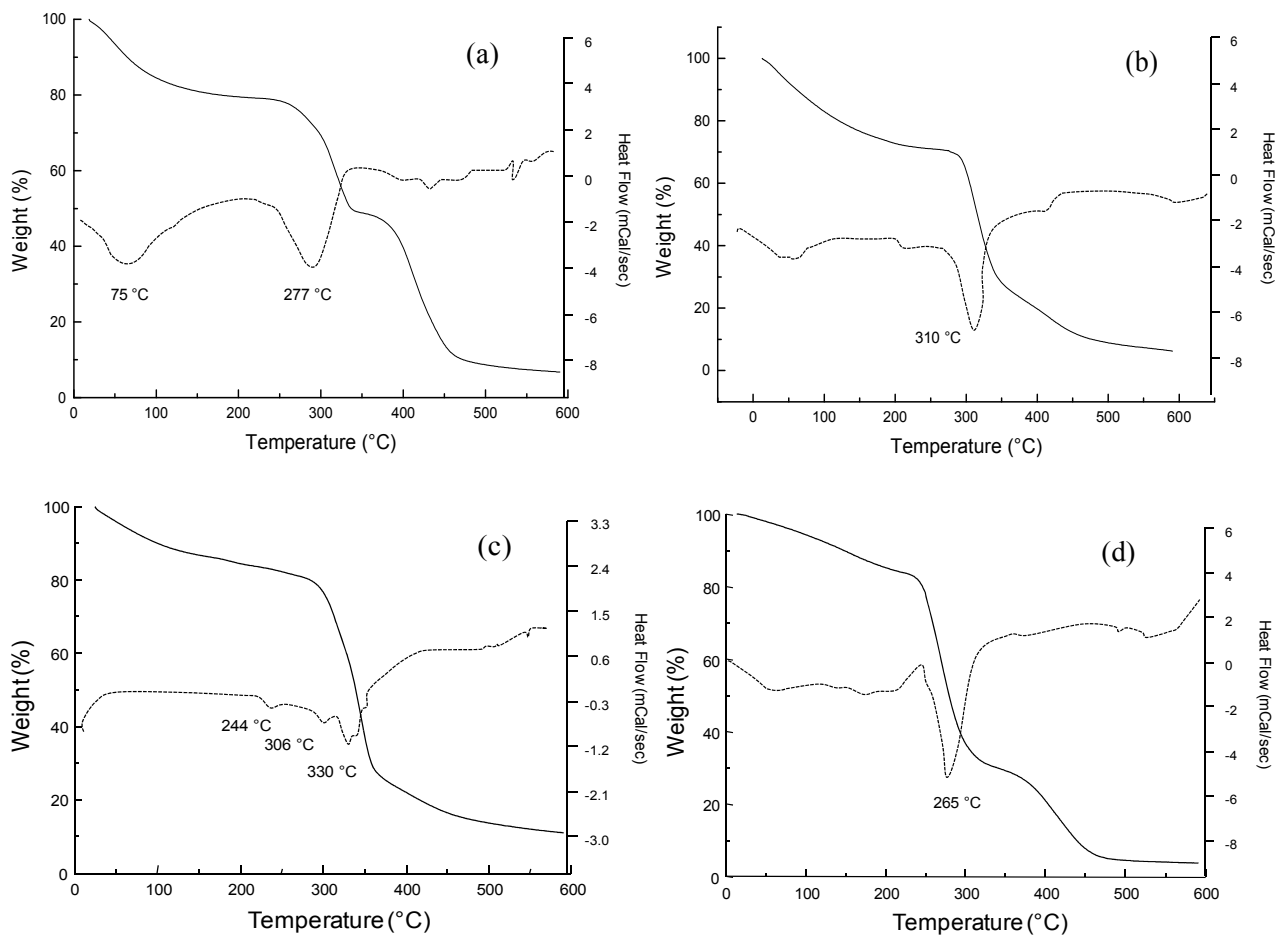 (a)
100
80
60
40
20
0
Weight (%)
6
4
2
0
-2
-4
-6
-8
Heat Flow (mCal/sec)
75 °C
277 °C
0 100 200 300 400 500 600
Temperature (°C)
(b)
100
80
60
40
20
0
Weight (%)
6
4
2
0
-2
-4
-6
-8
Heat Flow (mCal/sec)
310 °C
0 100 200 300 400 500 600
Temperature (°C)
(c)
100
80
60
40
20
0
Weight (%)
3.3
2.4
1.5
0.6
-0.3
-1.2
-2.1
-3.0
Heat Flow (mCal/sec)
244 °C
306 °C
330 °C
0 100 200 300 400 500 600
Temperature (°C)
(d)
100
80
60
40
20
0
Weight (%)
6
4
2
0
-2
-4
-6
-8
Heat Flow (mCal/sec)
265 °C
0 100 200 300 400 500 600
Temperature (°C)